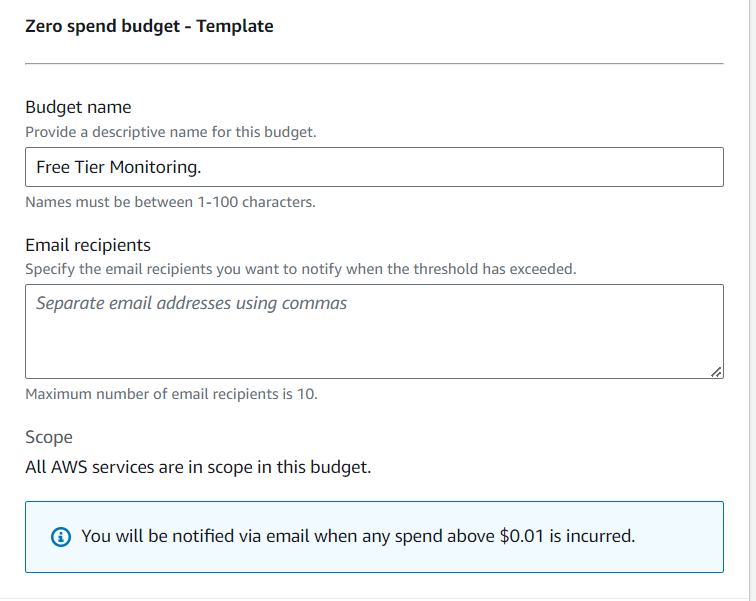 Zero spend budget - Template
Budget name
Provide a descriptive name for this budget.
Free Tier Monitoring.
Names must be between 1-100 characters.
Email recipients
Specify the email recipients you want to notify when the threshold has exceeded.
Separate email addresses using commas
Maximum number of email recipients is 10.
Scope
All AWS services are in scope in this budget.
You will be notified via email when any spend above $0.01 is incurred.